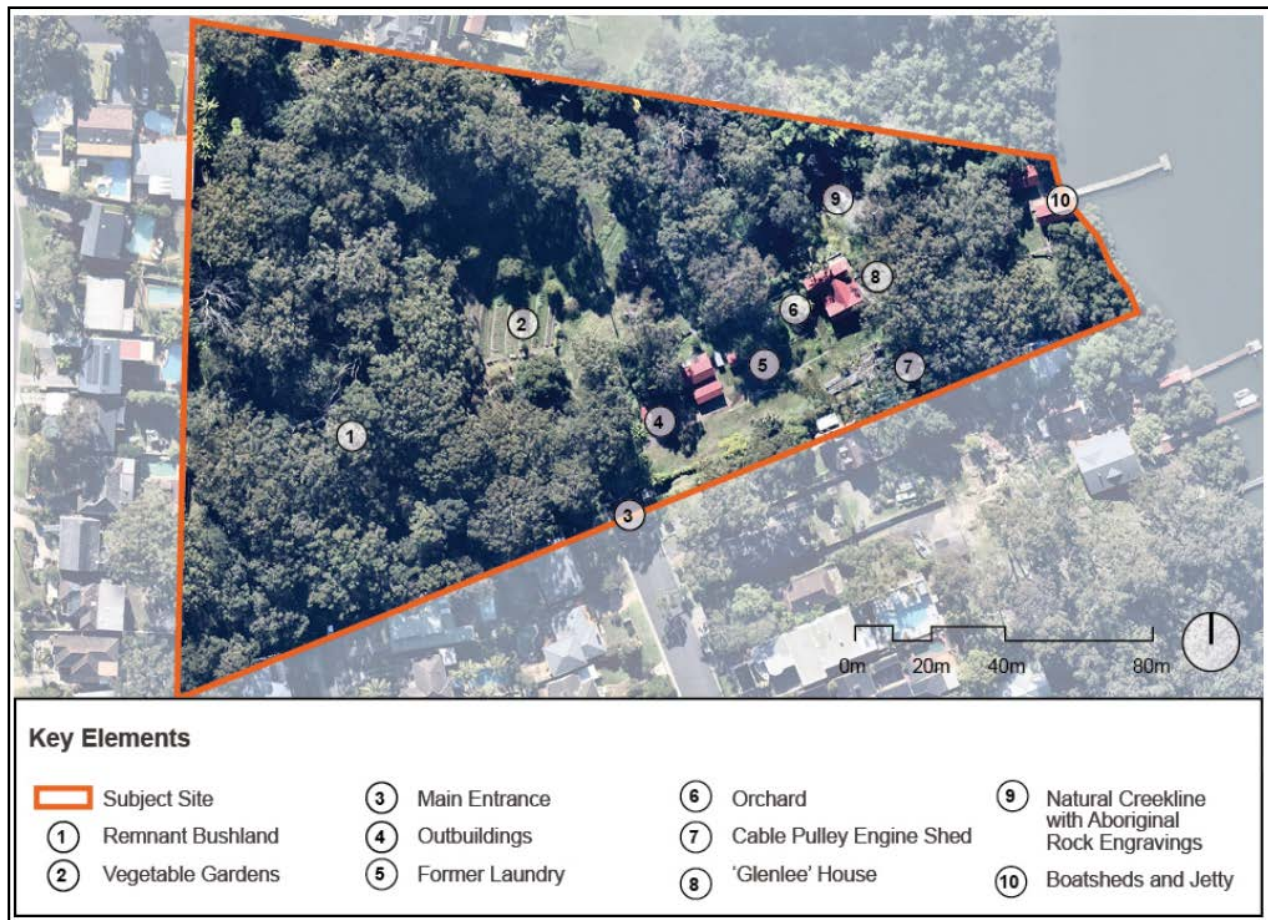 9
10
8
6
2
5
7
4
1
3
0m 20m 40m 80m
Key Elements
Subject Site
1 Remnant Bushland
2 Vegetable Gardens
3 Main Entrance
4 Outbuildings
5 Former Laundry
6 Orchard
7 Cable Pulley Engine Shed
8 'Glenlee' House
9 Natural Creekline
with Aboriginal
Rock Engravings
10 Boatsheds and Jetty